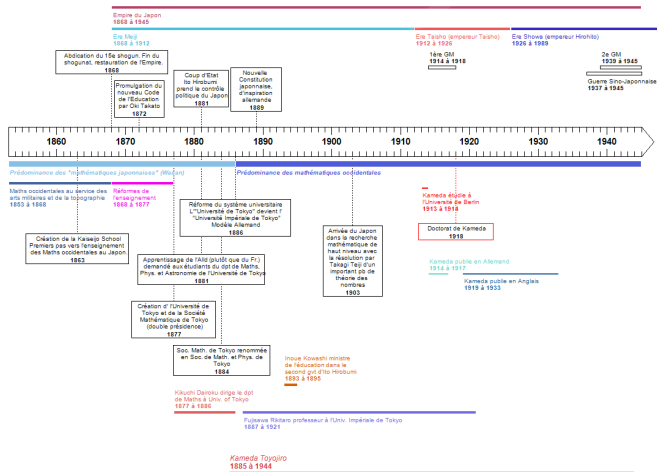 Empire du Japon
1868 à 1945
Ere Meiji
1868 à 1912
Ere Taisho (empereur Taisho)
1912 à 1926
Ere Showa (empereur Hirohito)
1926 à 1989
Abdication du 15e shogun. Fin du
shogunat, restauration de l'Empire.
1868
Promulgation du
nouveau Code
de l'Education
par Oki Takato
1872
Coup d'Etat
Ito Hirobumi
prend le contrôle
politique du Japon
1881
Nouvelle
Constitution
japonnaise,
d'inspiration
allemande
1889
1ère GM
1914 à 1918
2e GM
1939 à 1945
Guerre Sino-Japonnaise
1937 à 1945
1860
1870
1880
1890
1900
1910
1920
1930
1940
Prédominance des "mathématiques japonnaises" (Wasan)
Prédominance des mathématiques occidentales
Maths occidentales au service des
arts militaires et de la topographie
1853 à 1868
Réformes de
l'enseignement
1868 à 1877
Création de la Kaiseijo School
Premiers pas vers l'enseignement
des Maths occidentales au Japon.
1863
Réforme du système universitaire
L'"Université de Tokyo" devient l'
"Université Impériale de Tokyo"
Modèle Allemand
1886
Apprentissage de l'Alld (plutôt que du Fr.)
demandé aux étudiants du dpt de Maths,
Phys. et Astronomie de l'Université de Tokyo
1881
Création d' l'Université de
Tokyo et de la Société
Mathématique de Tokyo
(double présidence)
1877
Soc. Math. de Tokyo renommée
en Soc. de Math. et Phys. de
Tokyo
1884
Arrivée du Japon
dans la recherche
mathématique de
haut niveau avec
la résolution par
Takagi Teiji d'un
important pb de
théorie des
nombres
1903
Kameda étudie à
l'Université de Berlin
1913 à 1914
Doctorat de Kameda
1918
Kameda publie en Allemand
1914 à 1917
Kameda publie en Anglais
1919 à 1933
Inoue Kowashi ministre
de l'éducation dans le
second gvt d'Ito Hirobumi
1893 à 1895
Kikuchi Dairoku dirige le dpt.
de Maths à Univ. of Tokyo
1877 à 1886
Fujisawa Rikitaro professeur à l'Univ. Impériale de Tokyo
1887 à 1921
Kameda Toyojiro
1885 à 1944